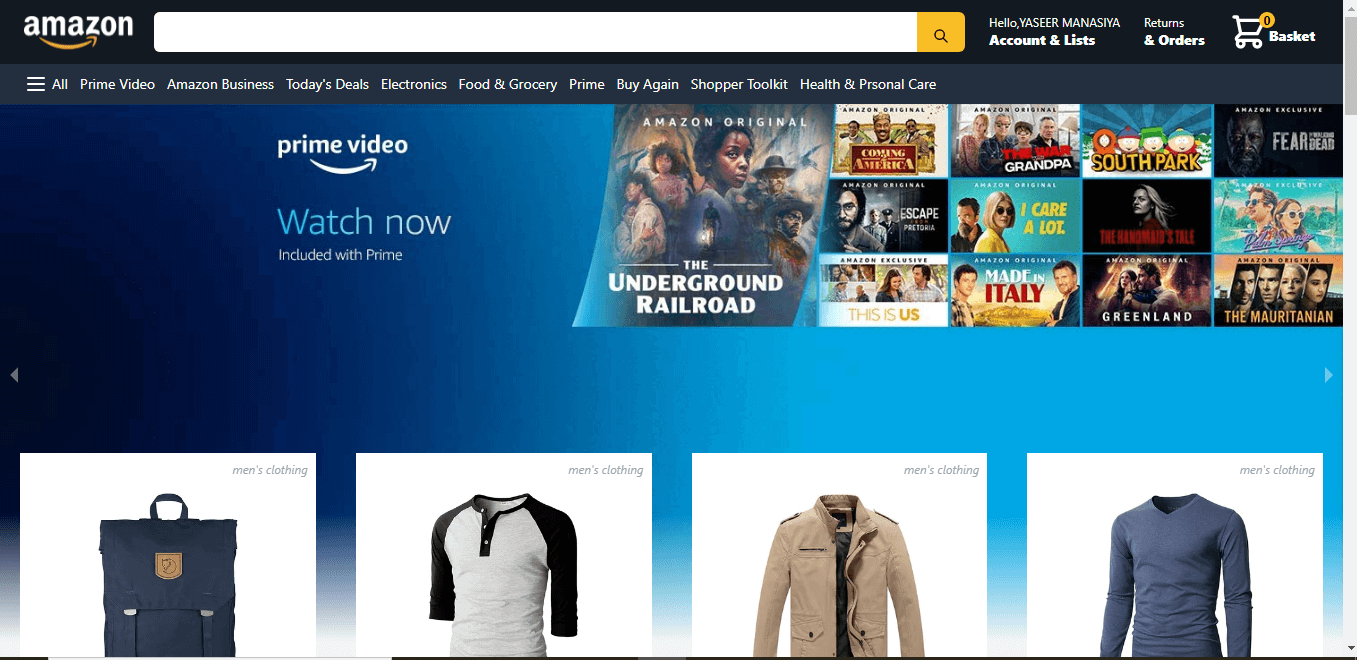 amazon
Hello,YASEER MANASIYA
Account & Lists
Returns
& Orders
0
Basket
All Prime Video Amazon Business Today's Deals Electronics Food & Grocery Prime Buy Again Shopper Toolkit Health & Prsonal Care
prime video
Watch now
Included with Prime
AMAZON ORIGINAL
THE
UNDERGROUND
RAILROAD
AMAZON ORIGINAL
COMING
2 AMERICA
AMAZON ORIGINAL
THE WAR
GRANDPA
SOUTH PARK
AMAZON EXCLUSIVE
FEAR THE WALKING DEAD
AMAZON ORIGINAL
ESCAPE
FROM
PRETORIA
AMAZON ORIGINAL
I CARE
A LOT.
THE HANDMAID'S TALE
AMAZON EXCLUSIVE
Palm Springs
AMAZON EXCLUSIVE
THIS IS US
AMAZON ORIGINAL
MADE IN
ITALY
AMAZON ORIGINAL
GREENLAND
AMAZON ORIGINAL
THE MAURITANIAN
men's clothing
men's clothing
men's clothing
men's clothing